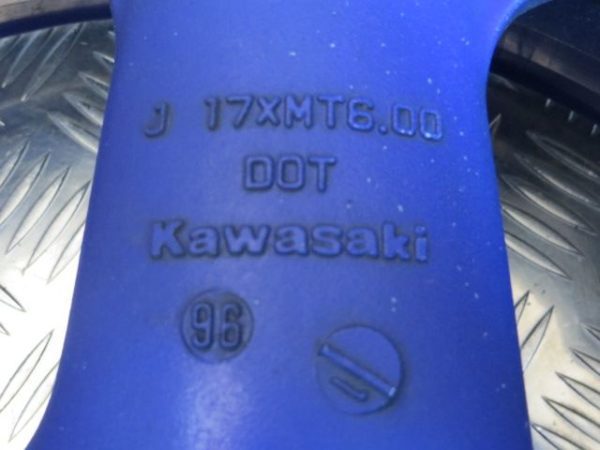 J 17XMT6.00
DOT
Kawasaki
96